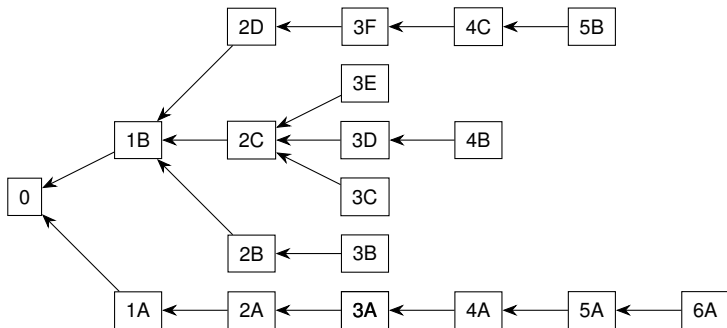 2D 3F 4C 5B
3E
1B 2C 3D 4B
0 3C
2B 3B
1A 2A 3A 4A 5A 6A